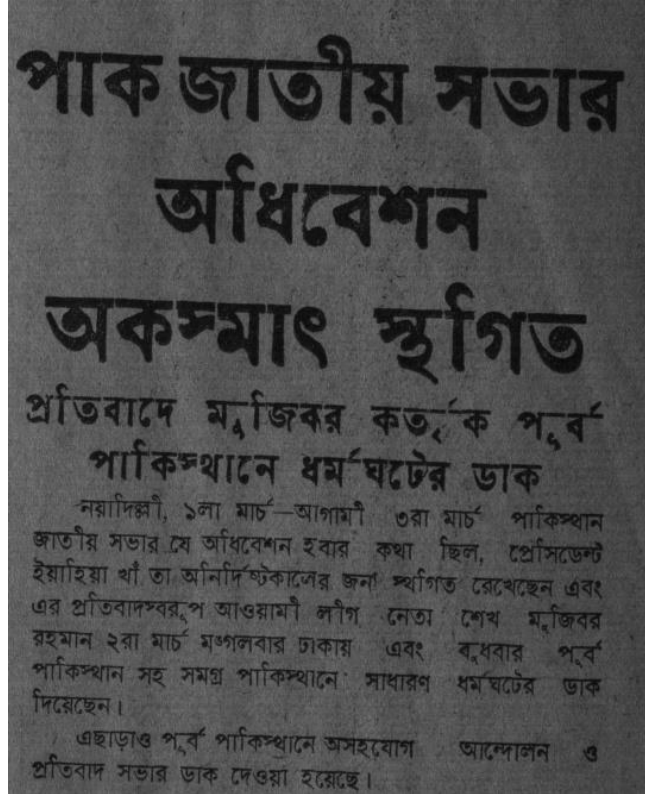 পাক জাতীয় সভার
অধিবেশন
অকস্মাৎ স্থগিত
প্রতিবাদে মুজিবর কর্তৃক পূর্ব
পাকিস্থানে ধর্মঘটের ডাক
নয়াদিল্লী, ১লা মার্চ—আগামী ৩রা মার্চ পাকিস্থান
জাতীয় সভার যে অধিবেশন হবার কথা ছিল, প্রেসিডেন্ট
ইয়াহিয়া খাঁ তা অনির্দিষ্টকালের জন্য স্থগিত রেখেছেন এবং
এর প্রতিবাদস্বরূপ আওয়ামী লীগ নেতা শেখ মুজিবর
রহমান ২রা মার্চ মঙ্গলবার ঢাকায় এবং বুধবার পূর্ব
পাকিস্থান সহ সমগ্র পাকিস্থানে সাধারণ ধর্মঘটের ডাক
দিয়েছেন।
এছাড়াও পূর্ব পাকিস্থানে অসহযোগ আন্দোলন ও
প্রতিবাদ সভার ডাক দেওয়া হয়েছে।